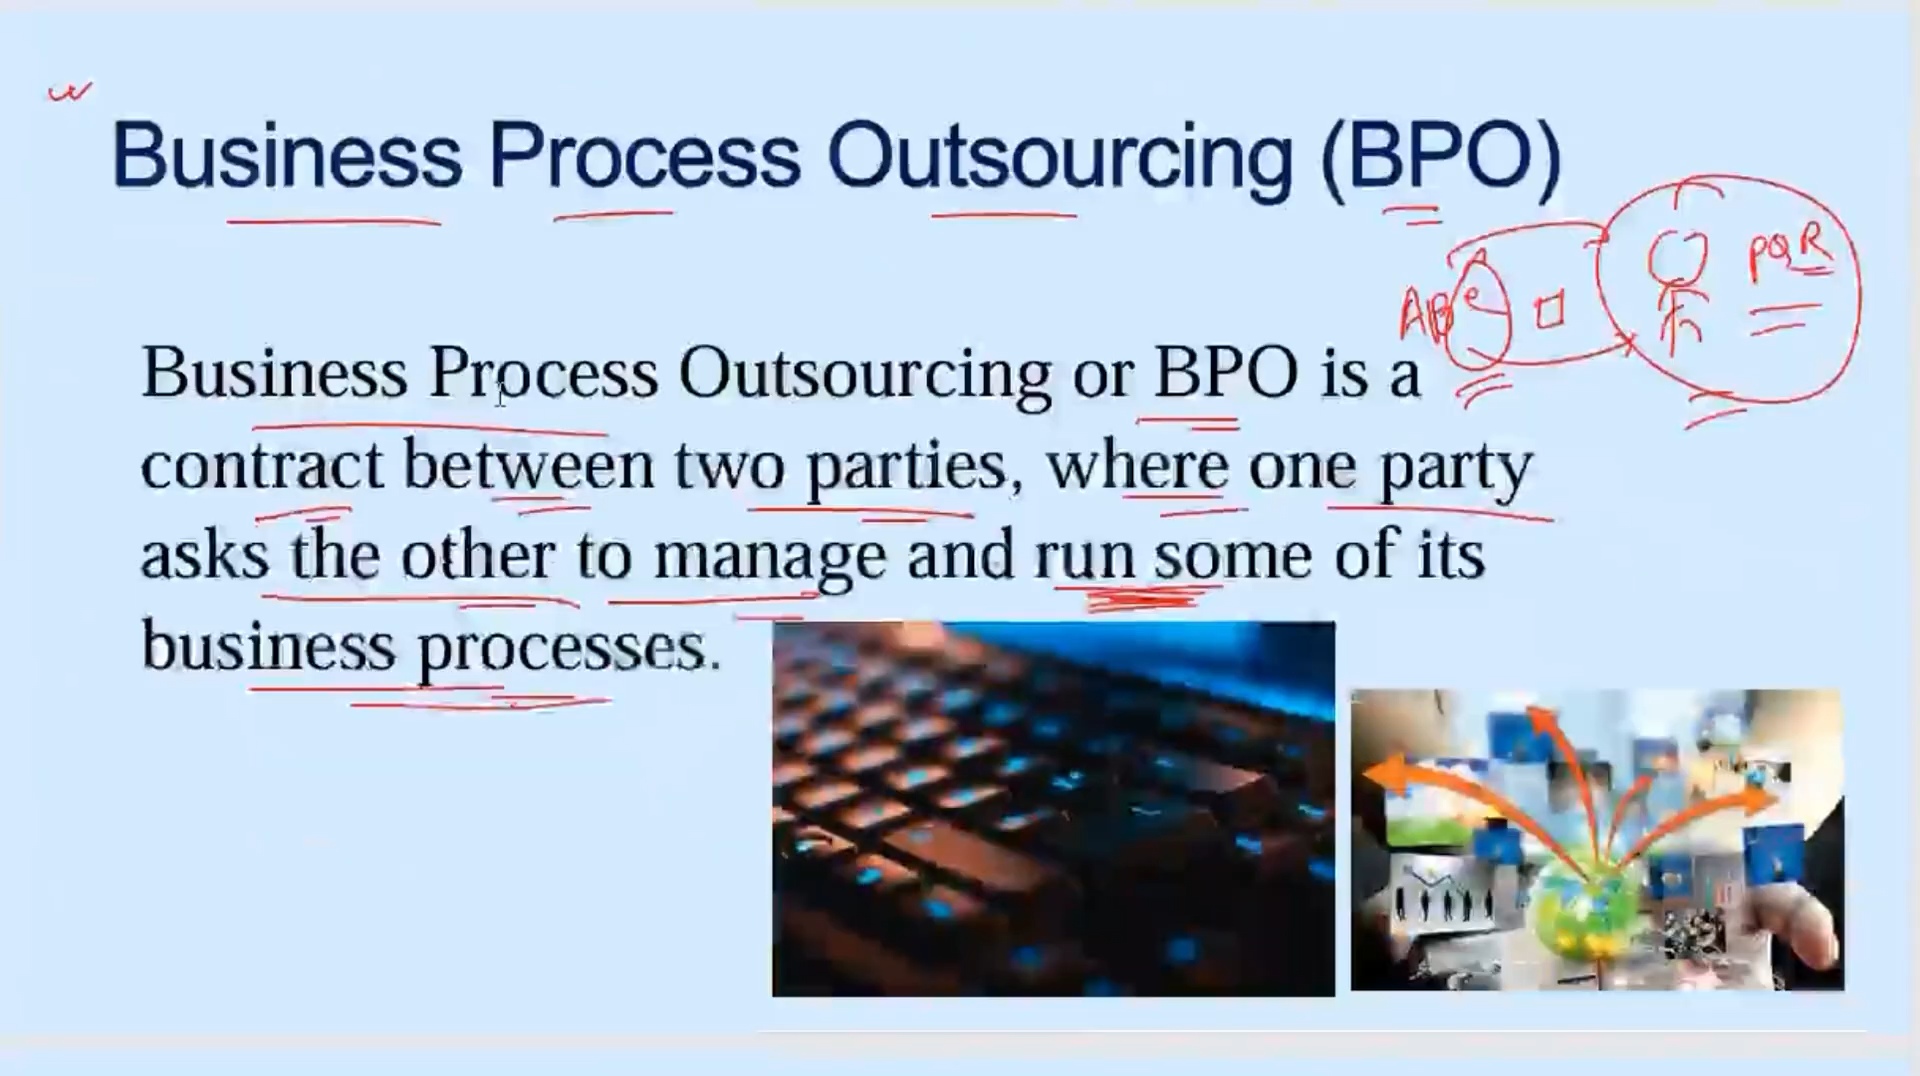 Business Process Outsourcing (BPO)
ABC
PQR
Business Process Outsourcing or BPO is a
contract between two parties, where one party
asks the other to manage and run some of its
business processes.